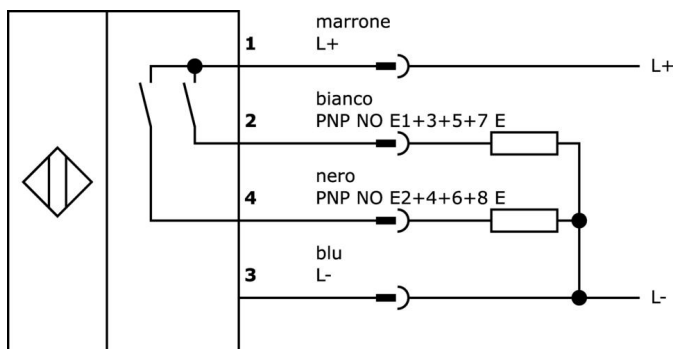 marrone
1 L+
L+
bianco
2 PNP NO E1+3+5+7 E
nero
4 PNP NO E2+4+6+8 E
blu
3 L-
L-